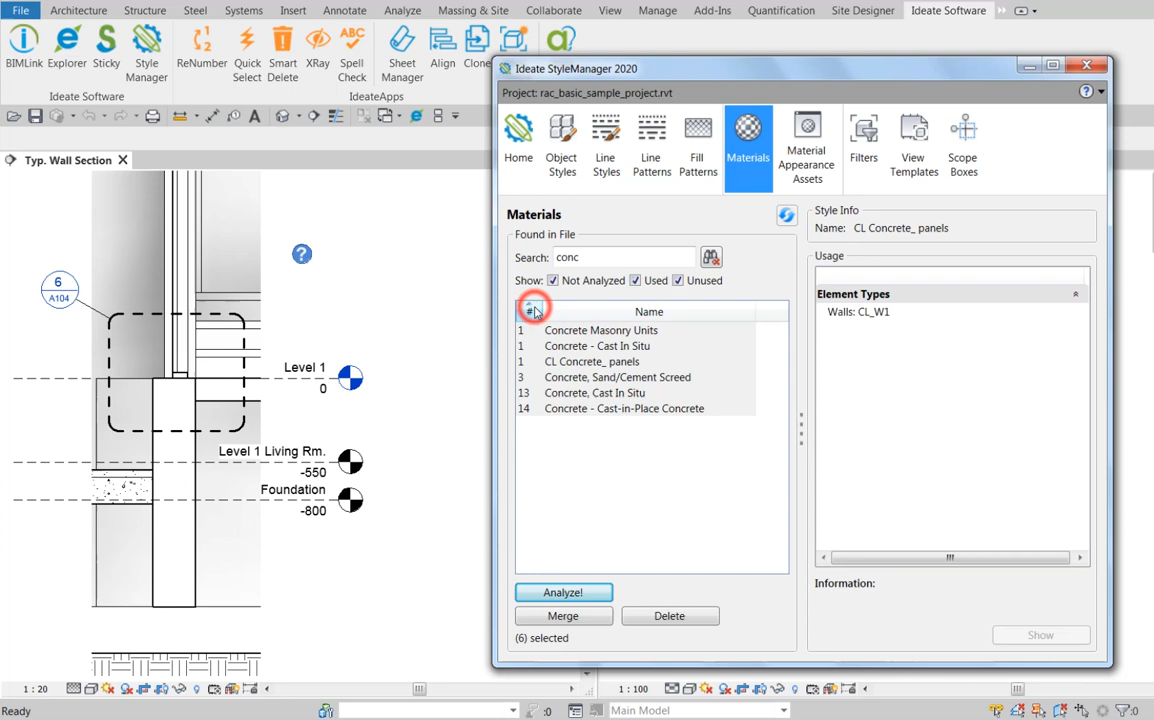 File Architecture Structure Steel Systems Insert Annotate Analyze Massing & Site Collaborate View Manage Add-Ins Quantification Site Designer Ideate Software
BIMLink Explorer Sticky Style Manager ReNumber Quick Select Smart Delete XRay Spell Check Sheet Manager Align Clone
Ideate Software IdeateApps
Ideate StyleManager 2020
Project: rac_basic_sample_project.rvt
Typ. Wall Section
Home Object Styles Line Styles Line Patterns Fill Patterns Materials Material Appearance Assets Filters View Templates Scope Boxes
Materials
Found in File
Search: conc
Show: Not Analyzed Used Unused
# Name
1 Concrete Masonry Units
1 Concrete - Cast In Situ
1 CL Concrete_ panels
3 Concrete, Sand/Cement Screed
13 Concrete, Cast In Situ
14 Concrete - Cast-in-Place Concrete
Analyze!
Merge Delete
(6) selected
Style Info
Name: CL Concrete_ panels
Usage
Element Types
Walls: CL_W1
Information:
Show
6
A104
Level 1
0
Level 1 Living Rm.
-550
Foundation
-800
1 : 20
1 : 100
Ready
:0
Main Model
:0